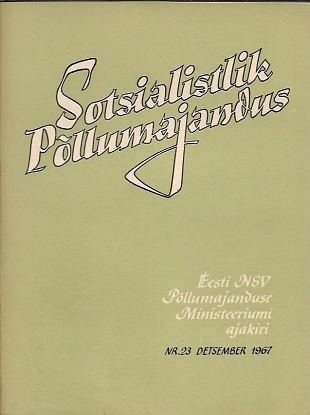 Sotsialistlik
Põllumajandus
Eesti NSV
Põllumajanduse
Ministeeriumi
ajakiri
NR.23 DETSEMBER 1967